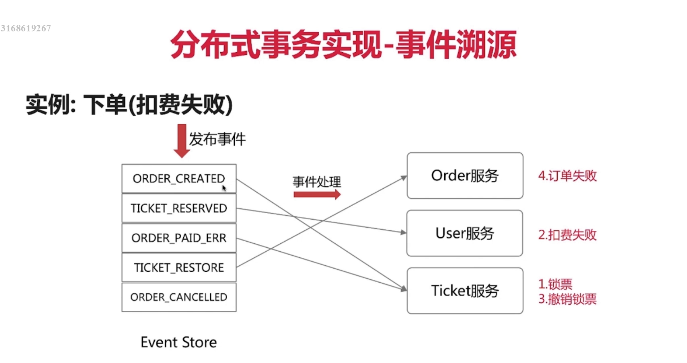 3168619267
分布式事务实现-事件溯源
实例: 下单(扣费失败)
发布事件
ORDER_CREATED
TICKET_RESERVED
ORDER_PAID_ERR
TICKET_RESTORE
ORDER_CANCELLED
Event Store
事件处理
Order服务
4.订单失败
User服务
2.扣费失败
Ticket服务
1.锁票
3.撤销锁票